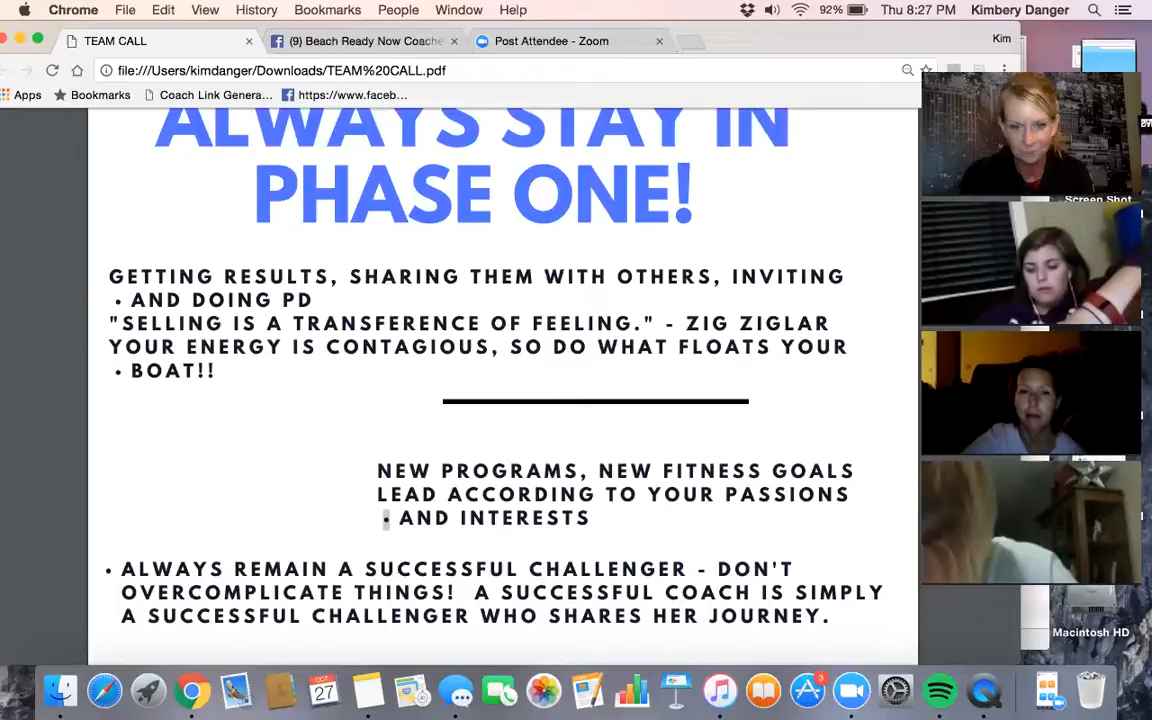 Chrome File Edit View History Bookmarks People Window Help 92% Thu 8:27 PM Kimbery Danger
TEAM CALL (9) Beach Ready Now Coache Post Attendee - Zoom Kim
file:///Users/kimdanger/Downloads/TEAM%20CALL.pdf
Apps Bookmarks Coach Link Genera... https://www.faceb...
ALWAYS STAY IN
PHASE ONE!
Screen Shot
GETTING RESULTS, SHARING THEM WITH OTHERS, INVITING
• AND DOING PD
"SELLING IS A TRANSFERENCE OF FEELING." - ZIG ZIGLAR
YOUR ENERGY IS CONTAGIOUS, SO DO WHAT FLOATS YOUR
• BOAT!!
NEW PROGRAMS, NEW FITNESS GOALS
LEAD ACCORDING TO YOUR PASSIONS
• AND INTERESTS
• ALWAYS REMAIN A SUCCESSFUL CHALLENGER - DON'T
OVERCOMPLICATE THINGS! A SUCCESSFUL COACH IS SIMPLY
A SUCCESSFUL CHALLENGER WHO SHARES HER JOURNEY.
Macintosh HD
OCT
27
3